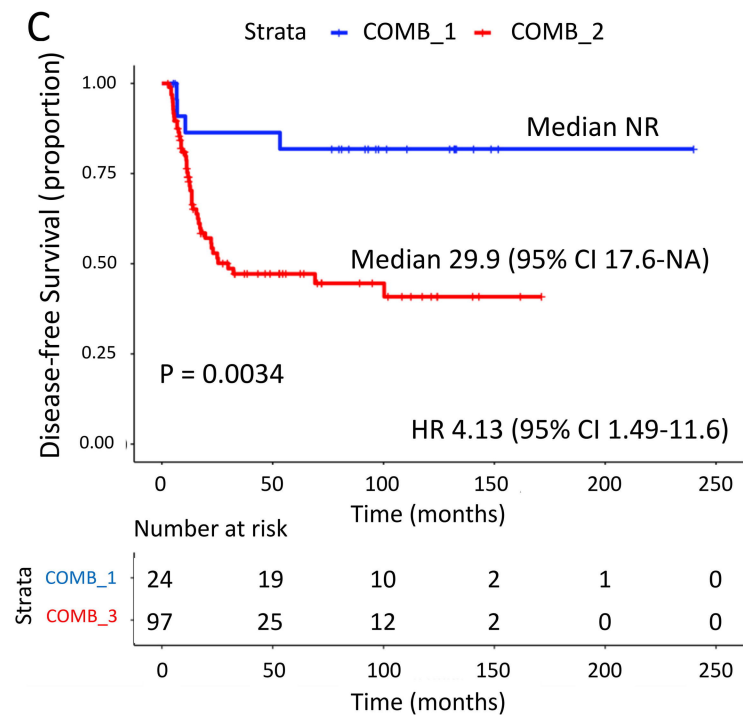 C
Strata COMB_1 COMB_2
Disease-free Survival (proportion)
1.00
0.75
0.50
0.25
0.00
Median NR
Median 29.9 (95% CI 17.6-NA)
P = 0.0034
HR 4.13 (95% CI 1.49-11.6)
0 50 100 150 200 250
Time (months)
Number at risk
Strata
COMB_1 24 19 10 2 1 0
COMB_3 97 25 12 2 0 0
0 50 100 150 200 250
Time (months)